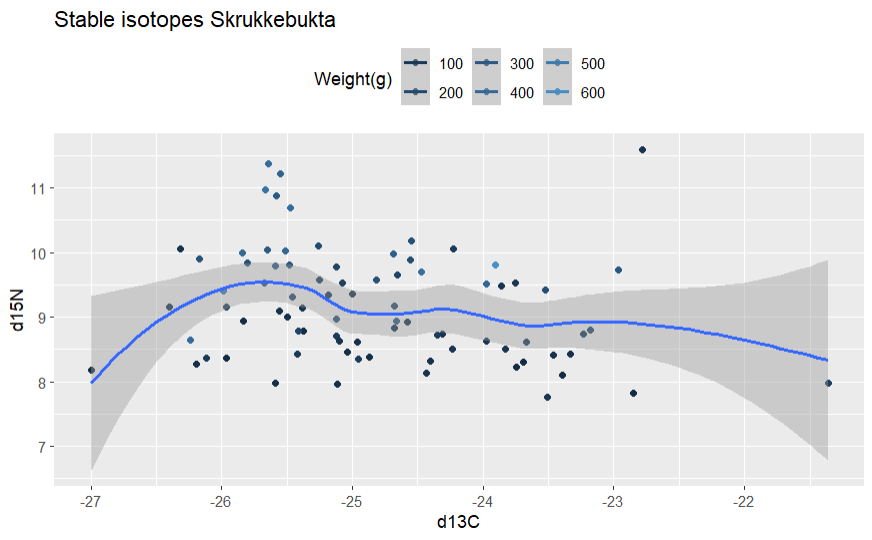 Stable isotopes Skrukkebukta
Weight(g) 100 300 500
200 400 600
11
10
9
8
7
d15N
-27 -26 -25 -24 -23 -22
d13C